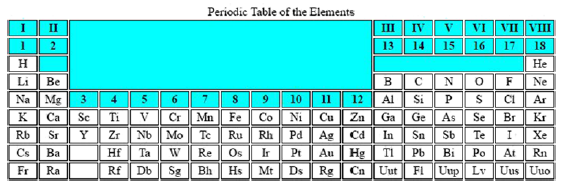 Periodic Table of the Elements
I II III IV V VI VII VIII
1 2 13 14 15 16 17 18
H He
Li Be B C N O F Ne
Na Mg 3 4 5 6 7 8 9 10 11 12 Al Si P S Cl Ar
K Ca Sc Ti V Cr Mn Fe Co Ni Cu Zn Ga Ge As Se Br Kr
Rb Sr Y Zr Nb Mo Tc Ru Rh Pd Ag Cd In Sn Sb Te I Xe
Cs Ba Hf Ta W Re Os Ir Pt Au Hg Tl Pb Bi Po At Rn
Fr Ra Rf Db Sg Bh Hs Mt Ds Rg Cn Uut Fl Uup Lv Uus Uuo